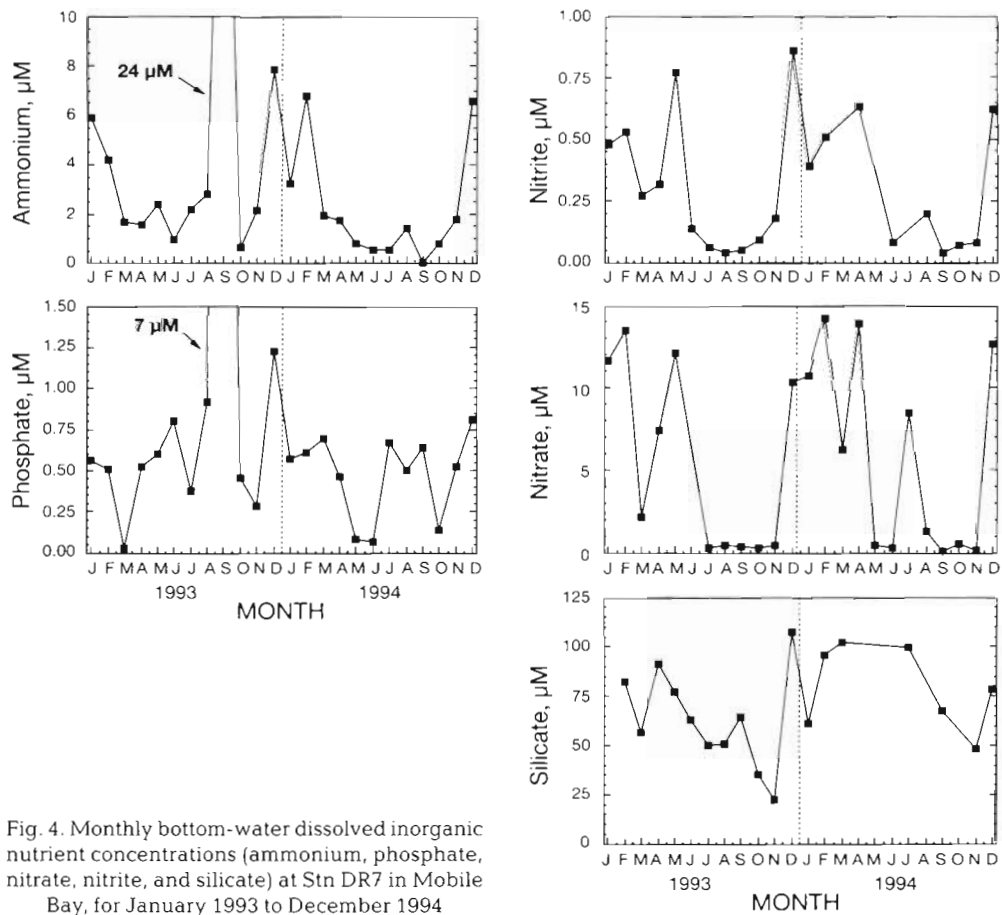 Ammonium, µM
10
8
6
4
2
0
24 µM
J F M A M J J A S O N D J F M A M J J A S O N D
Phosphate, µM
1.50
1.25
1.00
0.75
0.50
0.25
0.00
7 µM
J F M A M J J A S O N D J F M A M J J A S O N D
1993 1994
MONTH
Nitrite, µM
1.00
0.75
0.50
0.25
0.00
J F M A M J J A S O N D J F M A M J J A S O N D
Nitrate, µM
15
10
5
0
J F M A M J J A S O N D J F M A M J J A S O N D
Silicate, µM
125
100
75
50
25
0
J F M A M J J A S O N D J F M A M J J A S O N D
1993 1994
MONTH
Fig. 4. Monthly bottom-water dissolved inorganic
nutrient concentrations (ammonium, phosphate,
nitrate, nitrite, and silicate) at Stn DR7 in Mobile
Bay, for January 1993 to December 1994